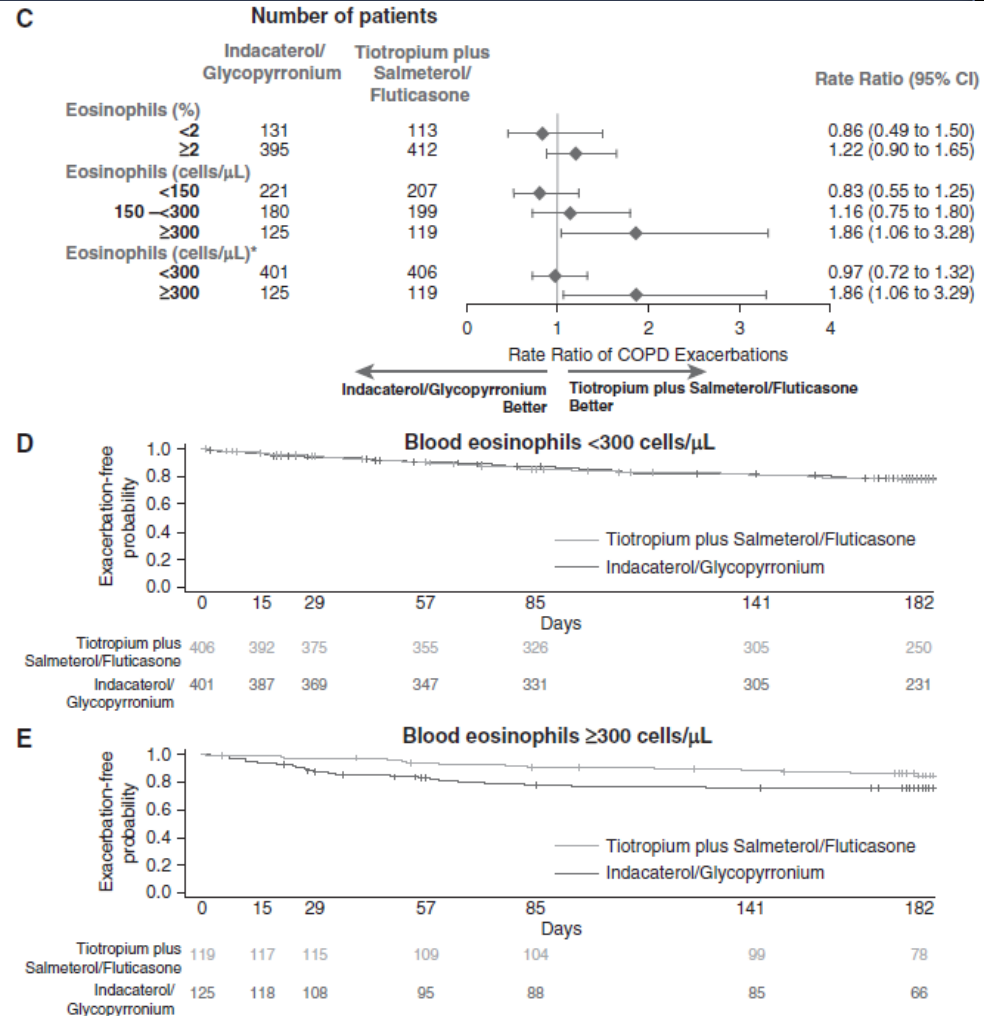 C
Number of patients
Indacaterol/ Glycopyrronium
Tiotropium plus Salmeterol/ Fluticasone
Rate Ratio (95% CI)
Eosinophils (%)
<2 131 113 0.86 (0.49 to 1.50)
≥2 395 412 1.22 (0.90 to 1.65)
Eosinophils (cells/μL)
<150 221 207 0.83 (0.55 to 1.25)
150 –<300 180 199 1.16 (0.75 to 1.80)
≥300 125 119 1.86 (1.06 to 3.28)
Eosinophils (cells/μL)*
<300 401 406 0.97 (0.72 to 1.32)
≥300 125 119 1.86 (1.06 to 3.29)
0 1 2 3 4
Rate Ratio of COPD Exacerbations
Indacaterol/Glycopyrronium Better
Tiotropium plus Salmeterol/Fluticasone Better
D
Blood eosinophils <300 cells/μL
Exacerbation-free probability
1.0
0.8
0.6
0.4
0.2
0.0
Tiotropium plus Salmeterol/Fluticasone
Indacaterol/Glycopyrronium
0 15 29 57 85 141 182
Days
Tiotropium plus Salmeterol/Fluticasone 406 392 375 355 326 305 250
Indacaterol/ Glycopyrronium 401 387 369 347 331 305 231
E
Blood eosinophils ≥300 cells/μL
Exacerbation-free probability
1.0
0.8
0.6
0.4
0.2
0.0
Tiotropium plus Salmeterol/Fluticasone
Indacaterol/Glycopyrronium
0 15 29 57 85 141 182
Days
Tiotropium plus Salmeterol/Fluticasone 119 117 115 109 104 99 78
Indacaterol/ Glycopyrronium 125 118 108 95 88 85 66